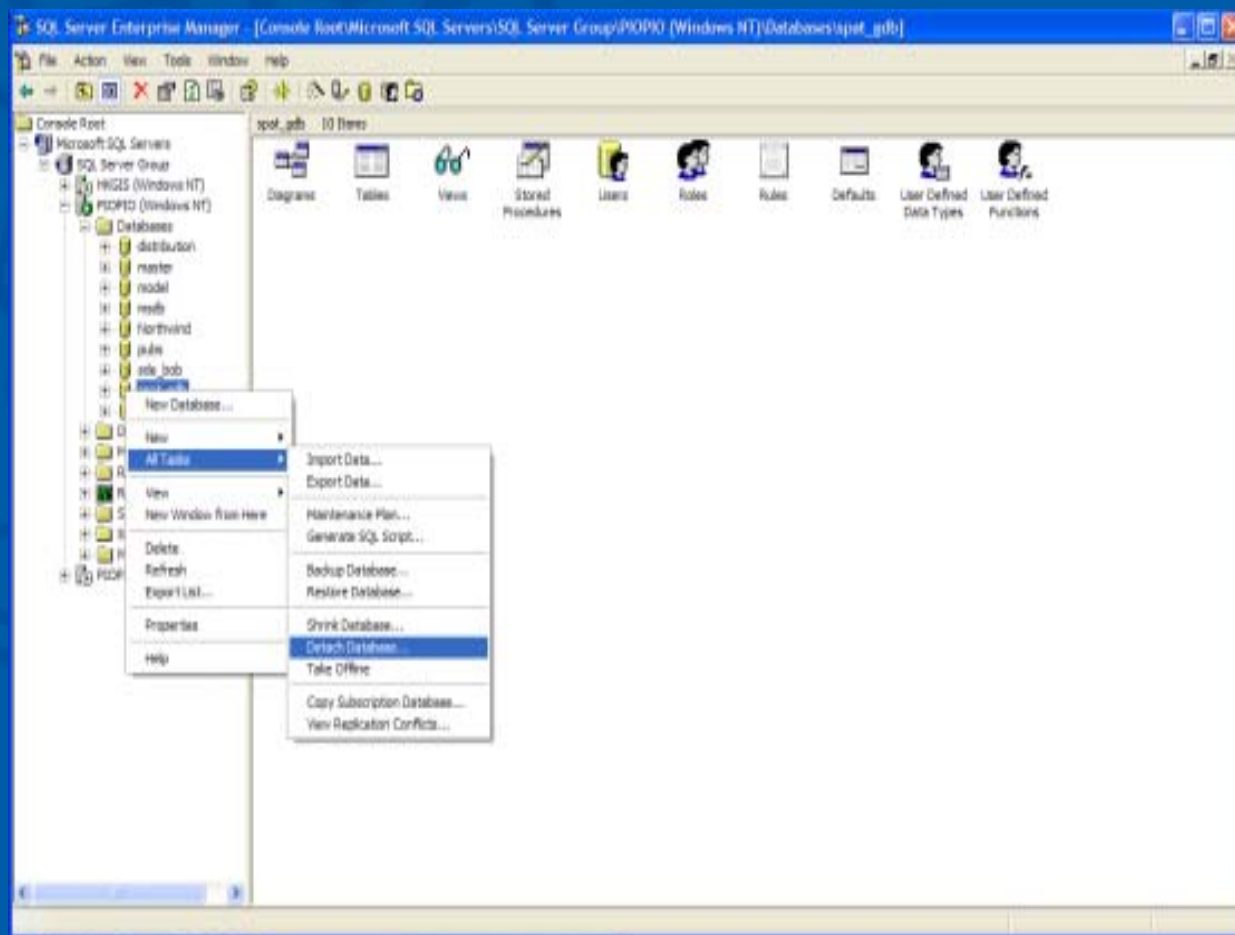 SQL Server Enterprise Manager - [Console Root\Microsoft SQL Servers\SQL Server Group\PIOPIO (Windows NT)\Databases\spat_gdb]
File Action View Tools Window Help
Console Root
spat_gdb 10 Items
Microsoft SQL Servers
SQL Server Group
HKGIS (Windows NT)
PIOPIO (Windows NT)
Databases
distribution
master
model
msdb
Northwind
pubs
sde_bob
Diagrams
Tables
Views
Stored Procedures
Users
Roles
Rules
Defaults
User Defined Data Types
User Defined Functions
New Database...
New
All Tasks
View
New Window from Here
Delete
Refresh
Export List...
Properties
Help
Import Data...
Export Data...
Maintenance Plan...
Generate SQL Script...
Backup Database...
Restore Database...
Shrink Database...
Detach Database...
Take Offline
Copy Subscription Database...
View Replication Conflicts...